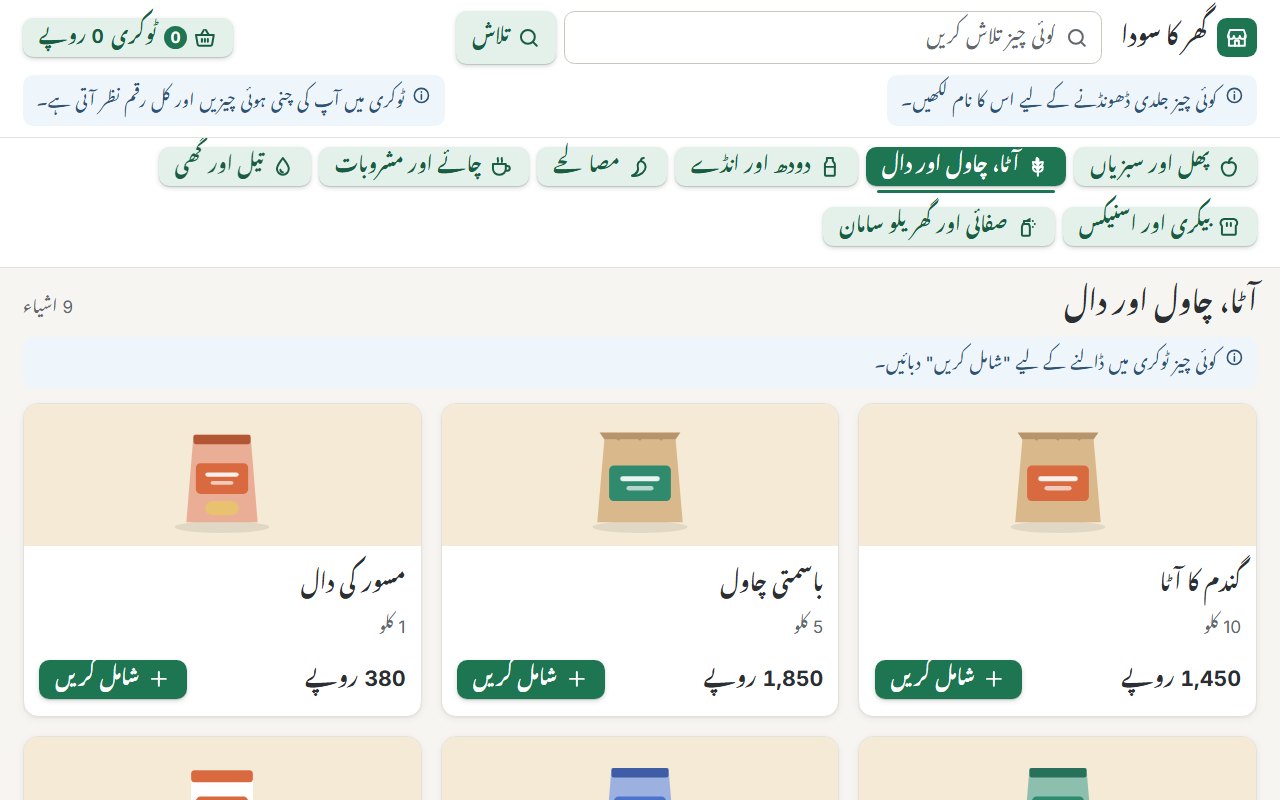 گھر کا سودا
کوئی چیز تلاش کریں
تلاش
ٹوکری 0 0 روپے
کوئی چیز جلدی ڈھونڈنے کے لیے اس کا نام لکھیں۔
ٹوکری میں آپ کی چنی ہوئی چیزیں اور کل رقم نظر آتی ہے۔
پھل اور سبزیاں
آٹا، چاول اور دال
دودھ اور انڈے
مصالحے
چائے اور مشروبات
تیل اور گھی
بیکری اور اسنیکس
صفائی اور گھریلو سامان
آٹا، چاول اور دال
9 اشیاء
کوئی چیز ٹوکری میں ڈالنے کے لیے "شامل کریں" دبائیں۔
گندم کا آٹا
10 کلو
1,450 روپے
شامل کریں
باسمتی چاول
5 کلو
1,850 روپے
شامل کریں
مسور کی دال
1 کلو
380 روپے
شامل کریں